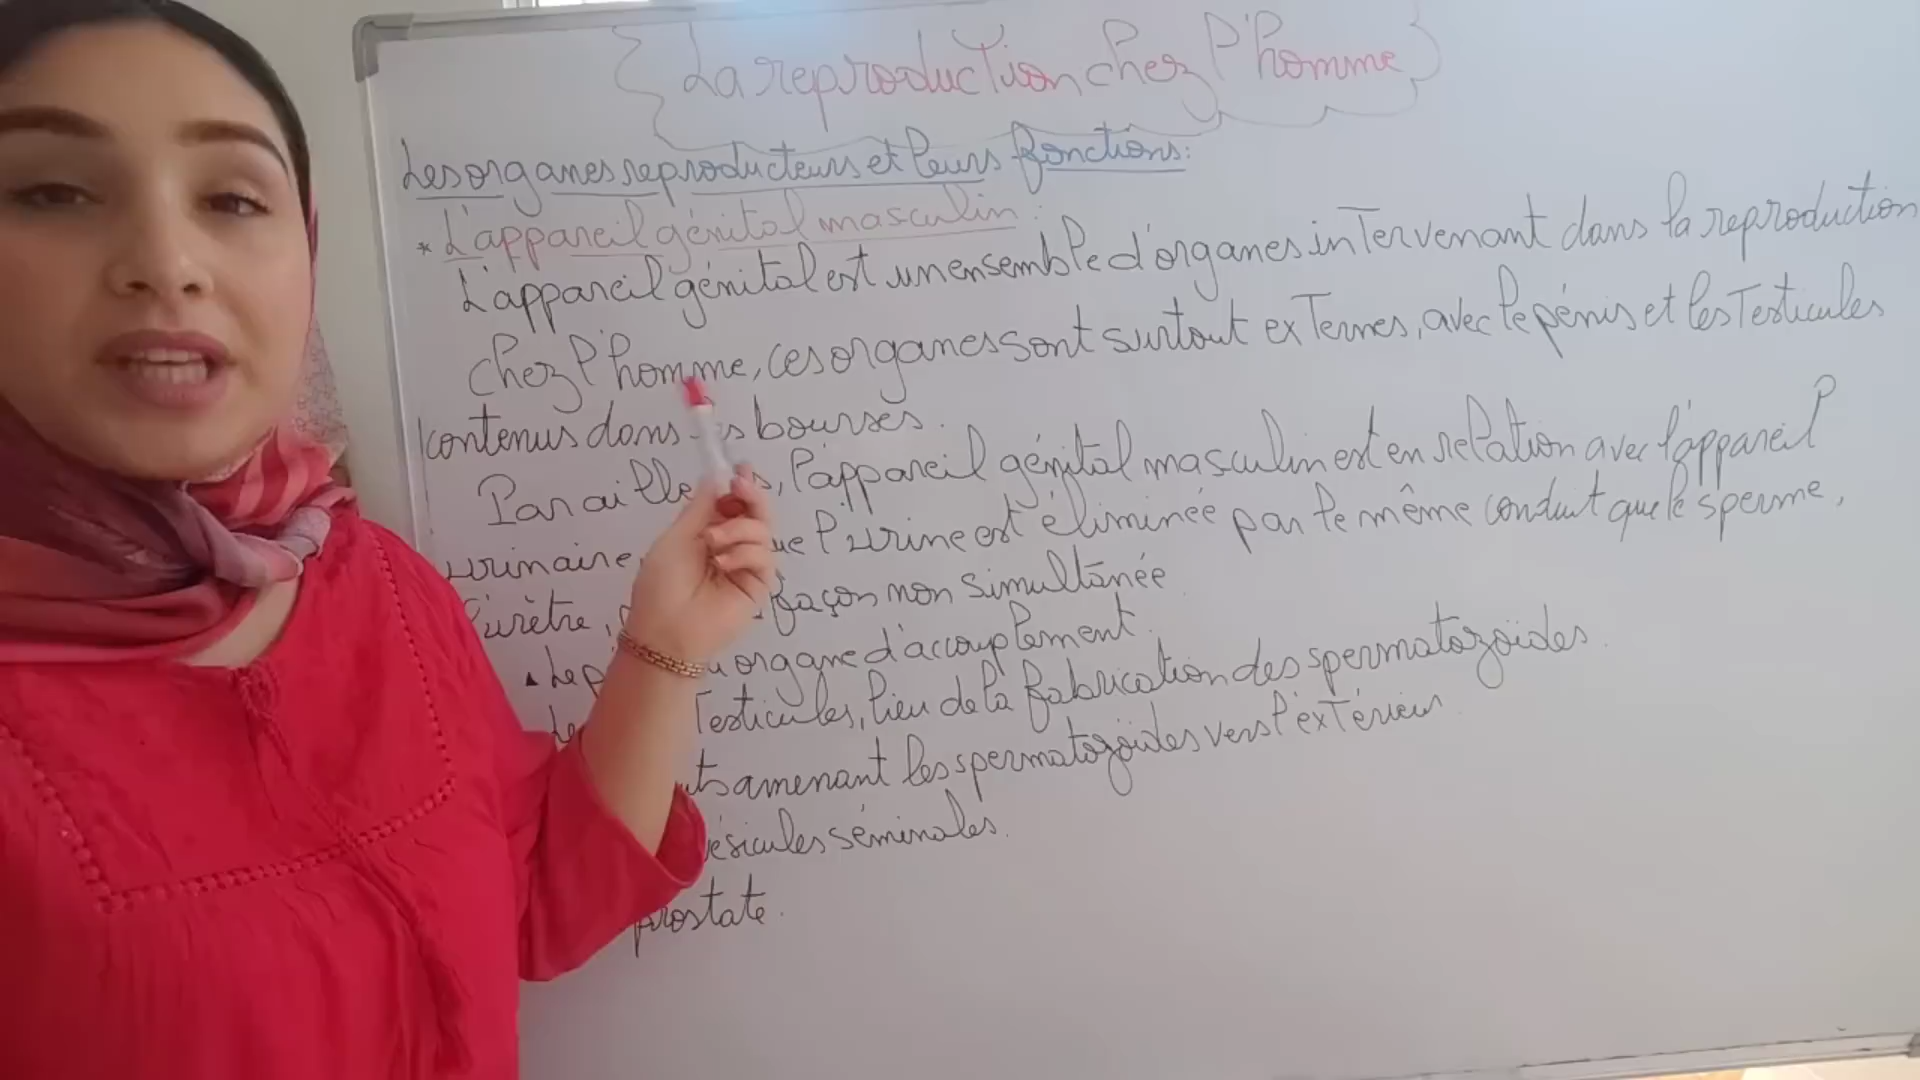 La reproduction chez l'homme
Les organes reproducteurs et leurs fonctions:
* L'appareil génital masculin:
L'appareil génital est un ensemble d'organes intervenant dans la reproduction
chez l'homme, ces organes sont surtout externes, avec le pénis et les testicules
contenus dans bourses.
Par , l'appareil génital masculin est en relation avec l'appareil
urinaire l'urine est éliminée par le même conduit que le sperme,
l'urètre, façon non simultanée
▲ Le organe d'accouplement.
testicules, lieu de la fabrication des spermatozoïdes.
amenant les spermatozoïdes vers l'extérieur.
séminales.
prostate.